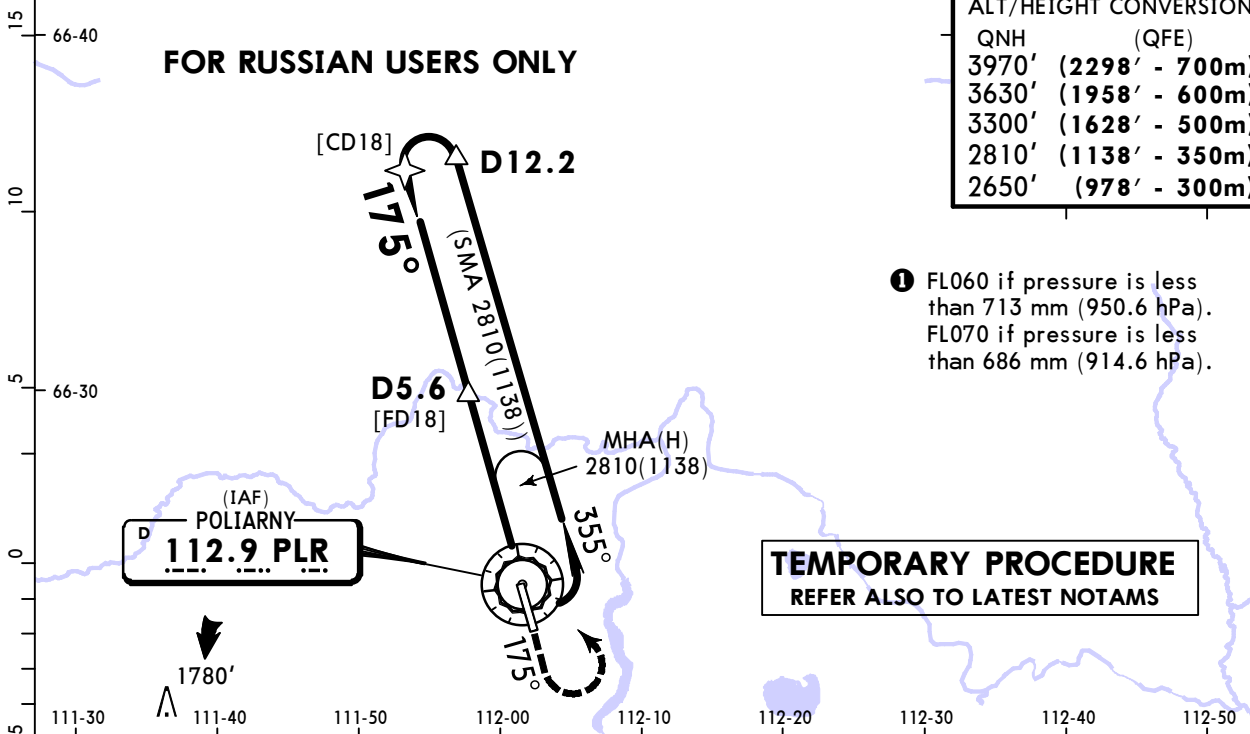 ALT/HEIGHT CONVERSION
QNH (QFE)
3970' (2298' - 700m)
3630' (1958' - 600m)
3300' (1628' - 500m)
2810' (1138' - 350m)
2650' (978' - 300m)
15
66-40
FOR RUSSIAN USERS ONLY
[CD18]
D12.2
175°
10
(SMA 2810(1138))
❶ FL060 if pressure is less
than 713 mm (950.6 hPa).
FL070 if pressure is less
than 686 mm (914.6 hPa).
5
66-30
D5.6
[FD18]
MHA(H)
2810(1138)
(IAF)
POLIARNY
D 112.9 PLR
355°
0
TEMPORARY PROCEDURE
REFER ALSO TO LATEST NOTAMS
175°
1780'
5
111-30 111-40 111-50 112-00 112-10 112-20 112-30 112-40 112-50